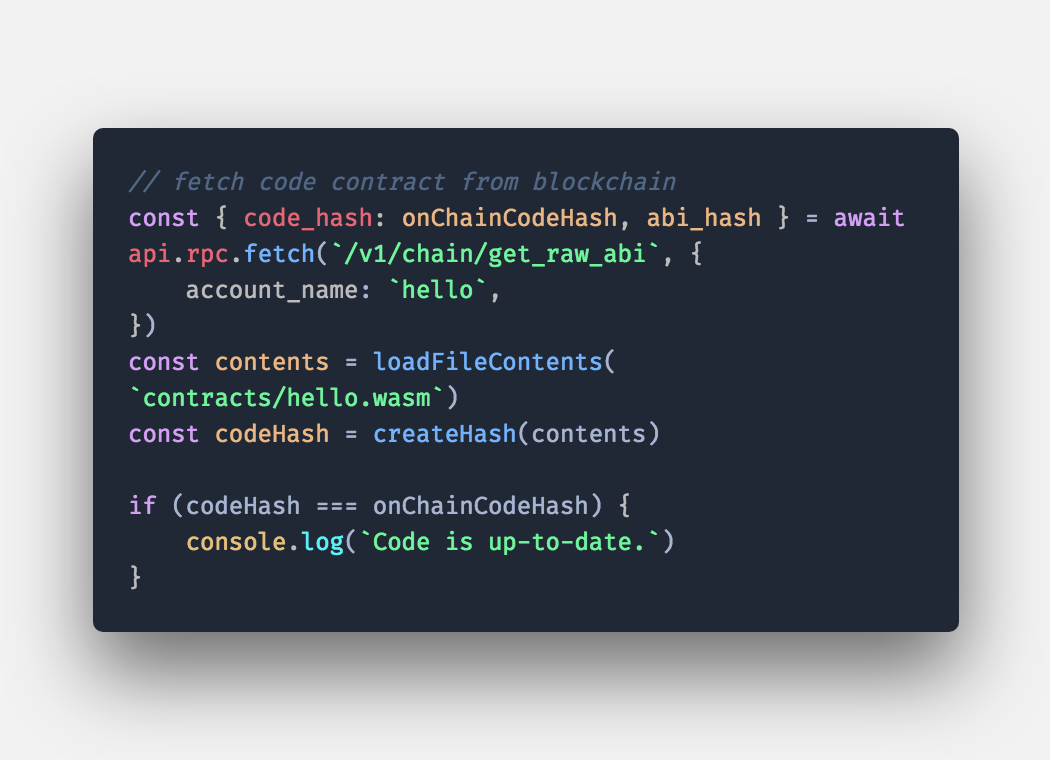 // fetch code contract from blockchain
const { code_hash: onChainCodeHash, abi_hash } = await
api.rpc.fetch(`/v1/chain/get_raw_abi`, {
    account_name: `hello`,
})
const contents = loadFileContents(
`contracts/hello.wasm`)
const codeHash = createHash(contents)

if (codeHash === onChainCodeHash) {
    console.log(`Code is up-to-date.`)
}